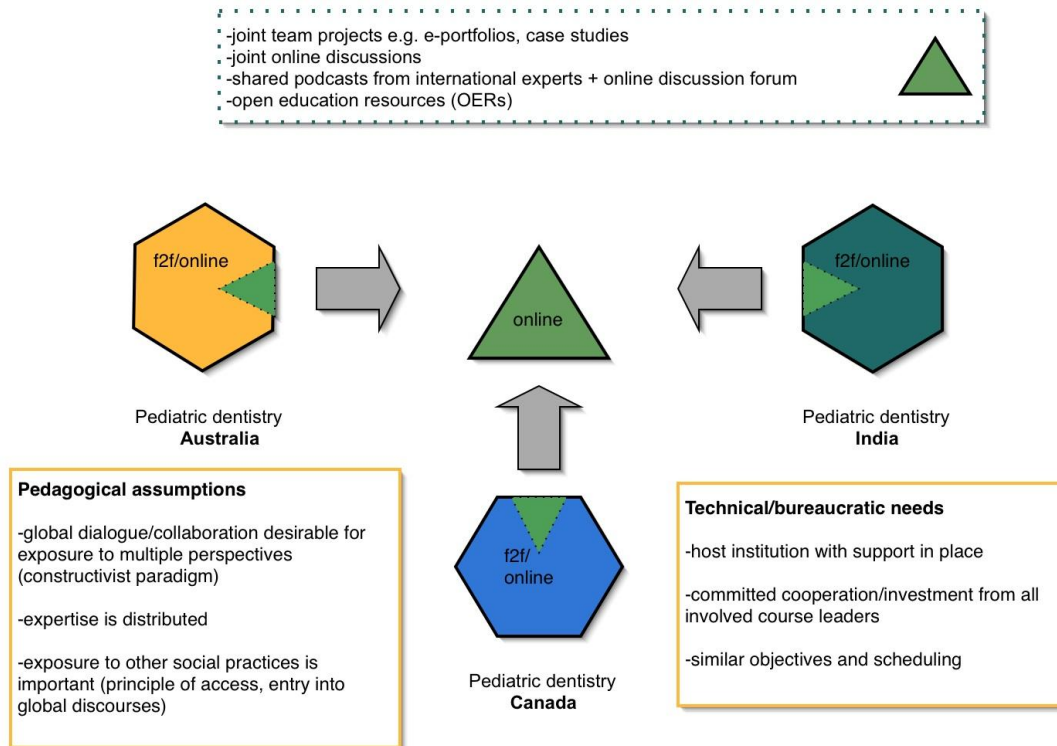 -joint team projects e.g. e-portfolios, case studies
-joint online discussions
-shared podcasts from international experts + online discussion forum
-open education resources (OERs)
f2f/online
online
f2f/online
Pediatric dentistry
Australia
Pediatric dentistry
India
Pedagogical assumptions
-global dialogue/collaboration desirable for
exposure to multiple perspectives
(constructivist paradigm)
-expertise is distributed
-exposure to other social practices is
important (principle of access, entry into
global discourses)
f2f/
online
Pediatric dentistry
Canada
Technical/bureaucratic needs
-host institution with support in place
-committed cooperation/investment from all
involved course leaders
-similar objectives and scheduling